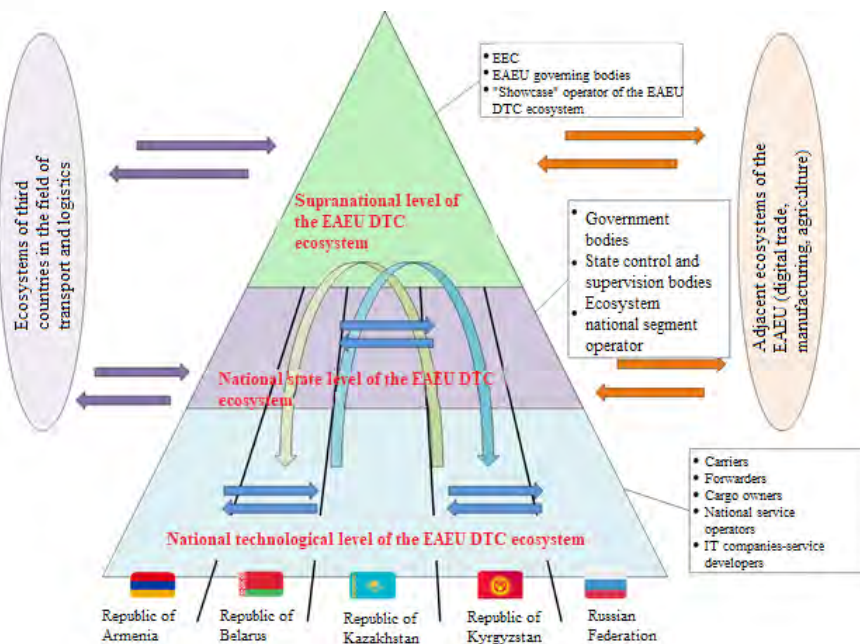 Ecosystems of third
countries in the field of
transport and logistics
• EEC
• EAEU governing bodies
• "Showcase" operator of the EAEU
DTC ecosystem
Supranational level of
the EAEU DTC
ecosystem
• Government
bodies
• State control and
supervision bodies
• Ecosystem
• national segment
operator
Adjacent ecosystems of the
EAEU (digital trade,
manufacturing, agriculture)
National state level of the EAEU DTC
ecosystem
• Carriers
• Forwarders
• Cargo owners
• National service
operators
• IT companies-service
developers
National technological level of the EAEU DTC ecosystem
Republic of
Armenia
Republic of
Belarus
Republic of
Kazakhstan
Republic of
Kyrgyzstan
Russian
Federation